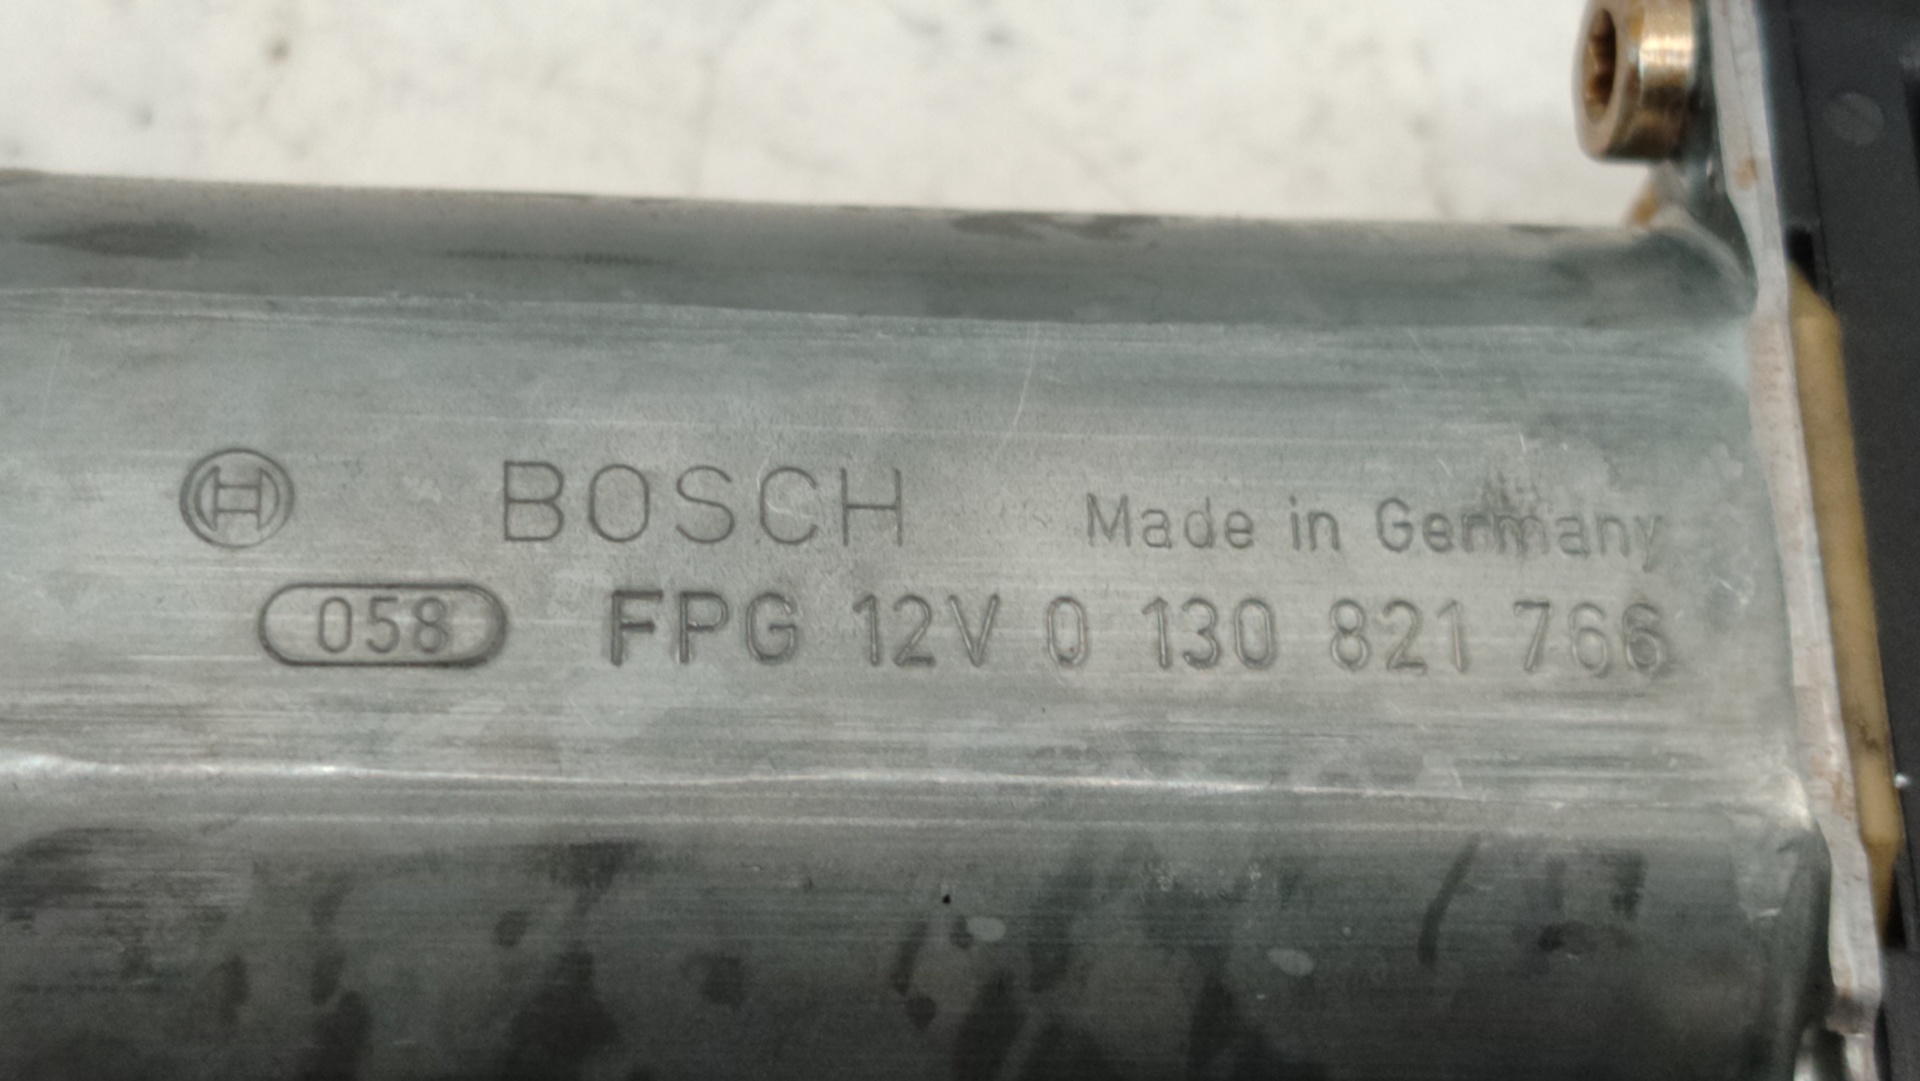 BOSCH Made in Germany
058 FPG 12V 0 130 821 766